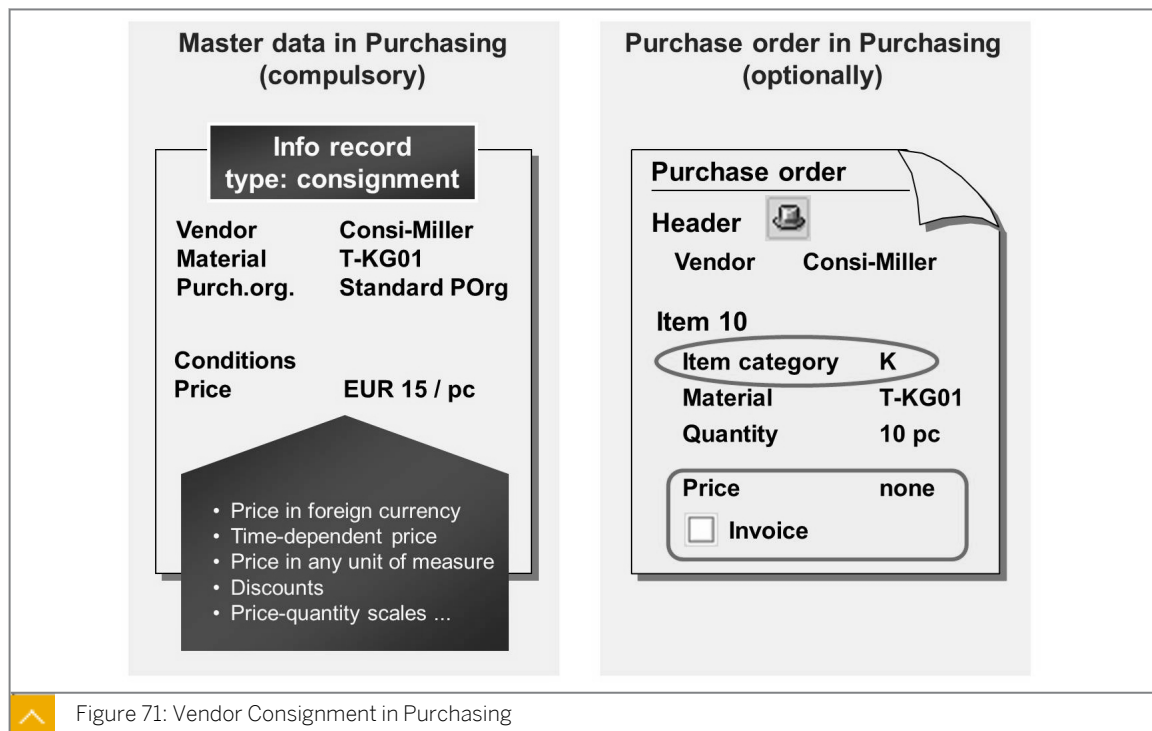 Master data in Purchasing
(compulsory)
Info record
type: consignment
Vendor Consi-Miller
Material T-KG01
Purch.org. Standard POrg
Conditions
Price EUR 15 / pc
• Price in foreign currency
• Time-dependent price
• Price in any unit of measure
• Discounts
• Price-quantity scales ...
Purchase order in Purchasing
(optionally)
Purchase order
Header
Vendor Consi-Miller
Item 10
Item category K
Material T-KG01
Quantity 10 pc
Price none
Invoice
Figure 71: Vendor Consignment in Purchasing